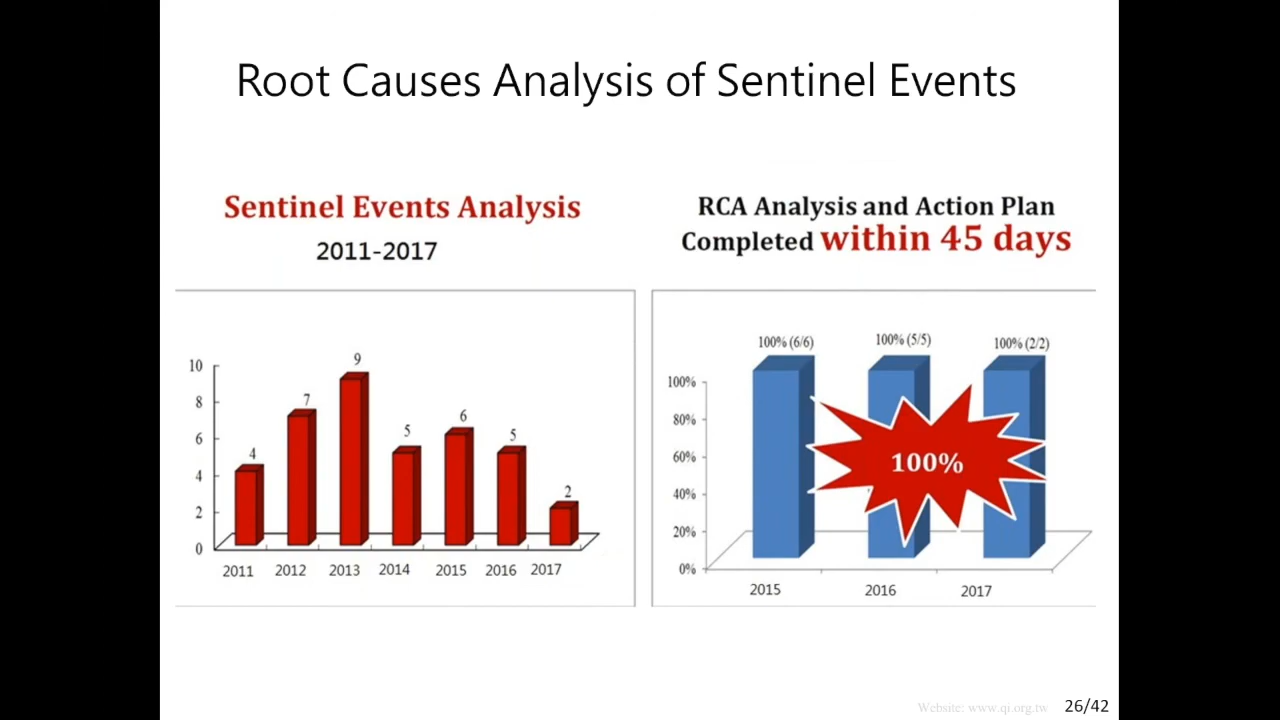 Root Causes Analysis of Sentinel Events
Sentinel Events Analysis
2011-2017
10
8
6
4
2
0
4
7
9
5
6
5
2
2011 2012 2013 2014 2015 2016 2017
RCA Analysis and Action Plan
Completed within 45 days
100% (6/6) 100% (5/5) 100% (2/2)
100%
80%
60%
40%
20%
0%
100%
2015 2016 2017
Website: www.qi.org.tw
26/42